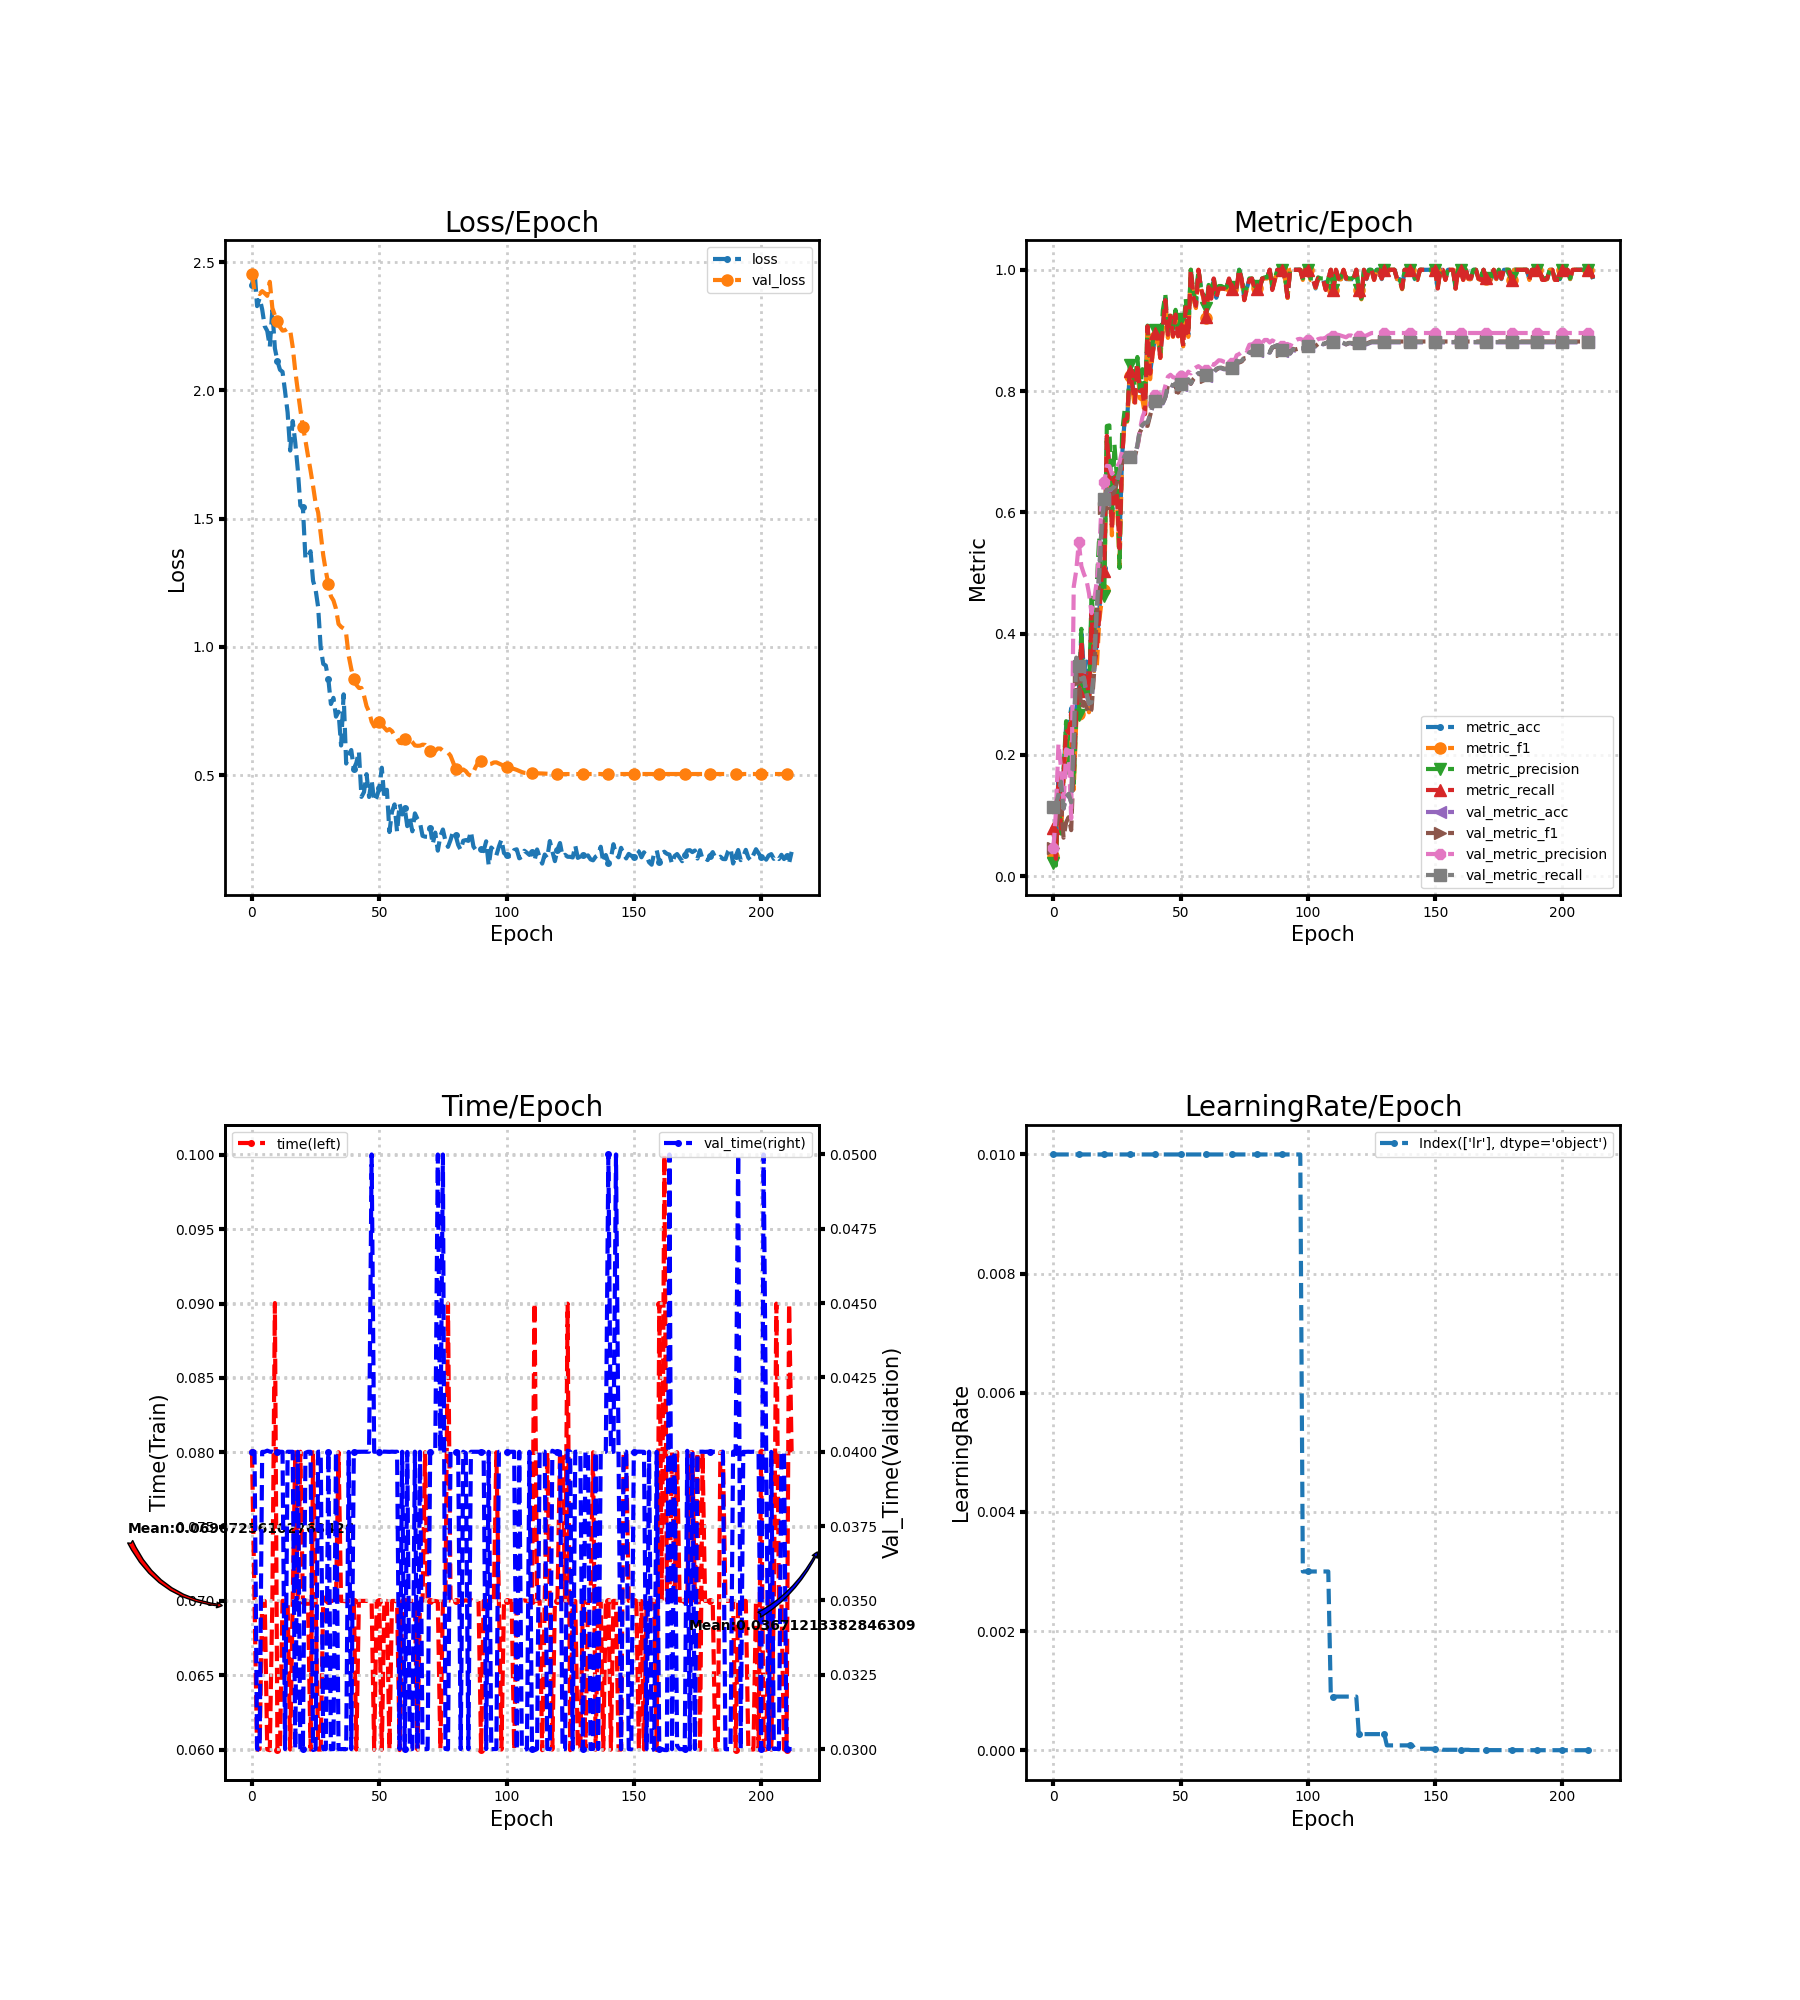 Loss/Epoch
2.5
2.0
1.5
1.0
0.5
Loss
0 50 100 150 200
Epoch
loss
val_loss
Metric/Epoch
1.0
0.8
0.6
0.4
0.2
0.0
Metric
0 50 100 150 200
Epoch
metric_acc
metric_f1
metric_precision
metric_recall
val_metric_acc
val_metric_f1
val_metric_precision
val_metric_recall
Time/Epoch
time(left)
val_time(right)
0.100
0.095
0.090
0.085
0.080
0.075
0.070
0.065
0.060
Time(Train)
0.0500
0.0475
0.0450
0.0425
0.0400
0.0375
0.0350
0.0325
0.0300
Val_Time(Validation)
Mean:0.03671213382846309
0 50 100 150 200
Epoch
LearningRate/Epoch
Index(['lr'], dtype='object')
0.010
0.008
0.006
0.004
0.002
0.000
LearningRate
0 50 100 150 200
Epoch